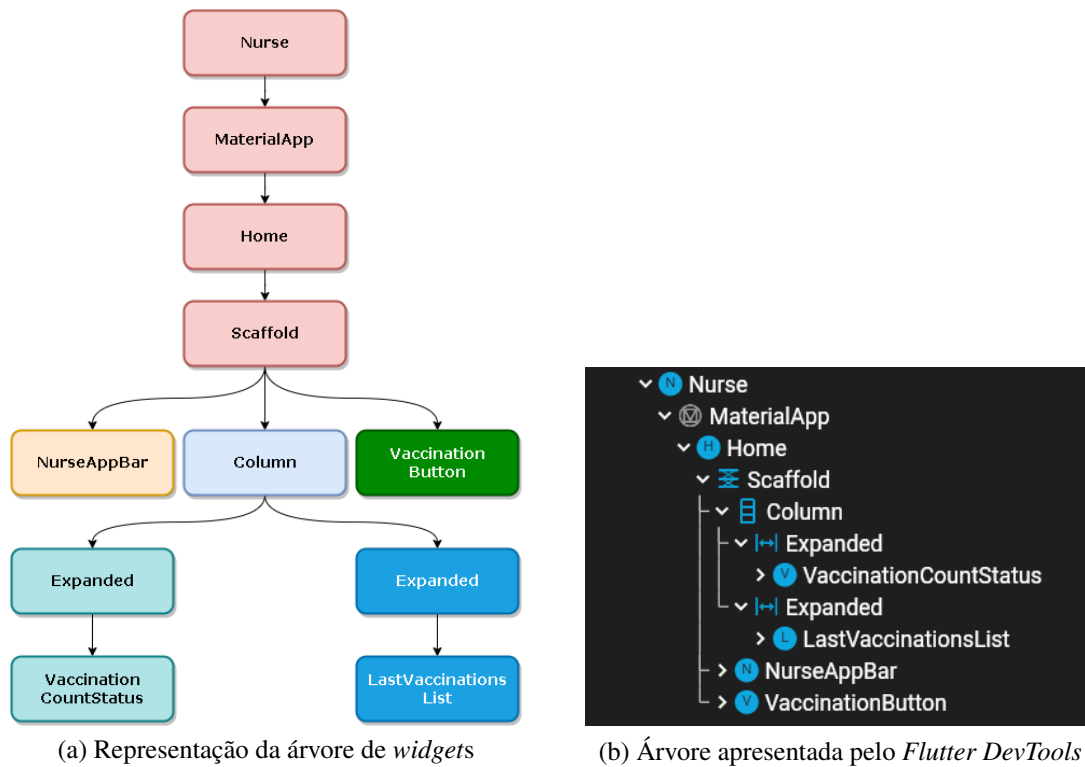 Nurse
MaterialApp
Home
Scaffold
NurseAppBar
Column
Vaccination
Button
Expanded
Expanded
Vaccination
CountStatus
LastVaccinations
List
(a) Representação da árvore de widgets
N Nurse
M MaterialApp
H Home
Scaffold
Column
Expanded
V VaccinationCountStatus
Expanded
L LastVaccinationsList
N NurseAppBar
V VaccinationButton
(b) Árvore apresentada pelo Flutter DevTools